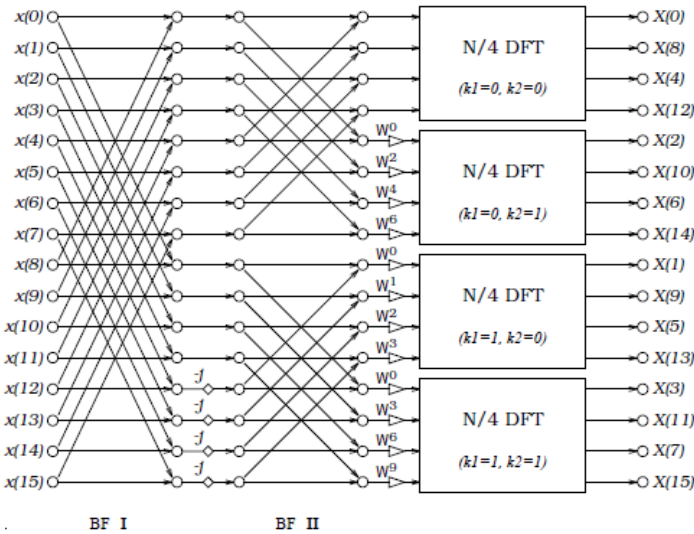 x(0)
x(1)
x(2)
x(3)
x(4)
x(5)
x(6)
x(7)
x(8)
x(9)
x(10)
x(11)
x(12)
x(13)
x(14)
x(15)
-j
-j
-j
-j
W⁰
W²
W⁴
W⁶
W⁰
W¹
W²
W³
W⁰
W³
W⁶
W⁹
N/4 DFT
(k1=0, k2=0)
N/4 DFT
(k1=0, k2=1)
N/4 DFT
(k1=1, k2=0)
N/4 DFT
(k1=1, k2=1)
X(0)
X(8)
X(4)
X(12)
X(2)
X(10)
X(6)
X(14)
X(1)
X(9)
X(5)
X(13)
X(3)
X(11)
X(7)
X(15)
.
BF I
BF II